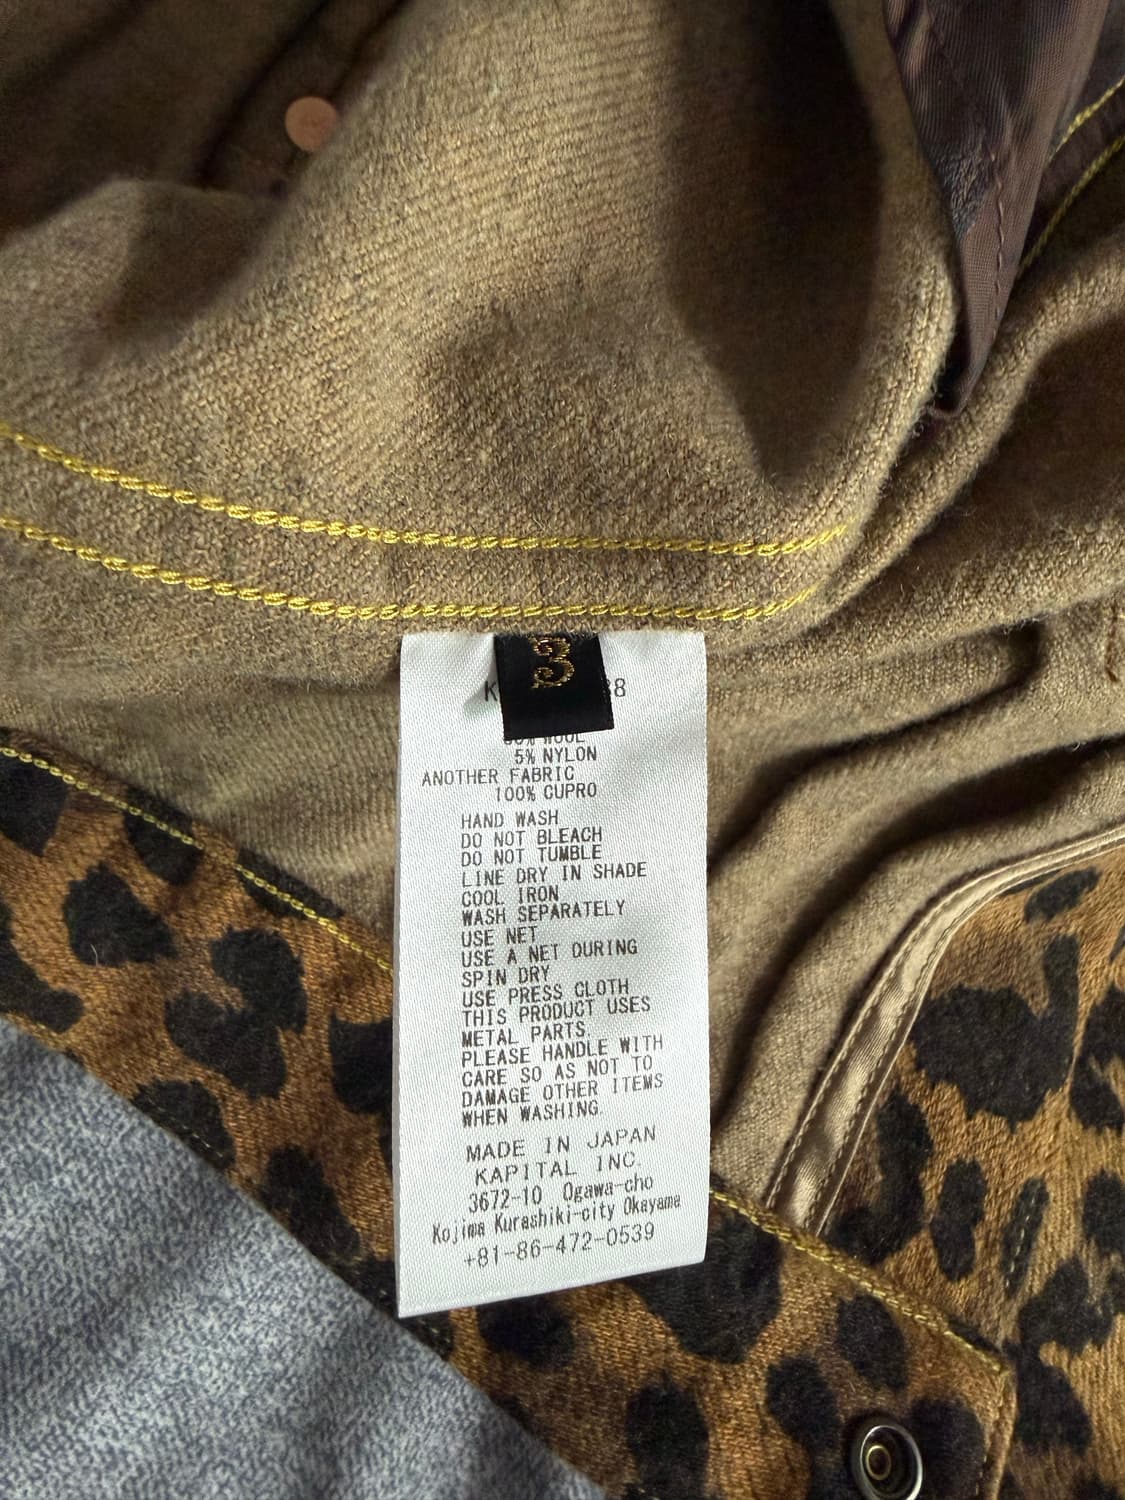 3
K 8
WOOL
5% NYLON
ANOTHER FABRIC
100% CUPRO
HAND WASH
DO NOT BLEACH
DO NOT TUMBLE
LINE DRY IN SHADE
COOL IRON
WASH SEPARATELY
USE NET
USE A NET DURING
SPIN DRY
USE PRESS CLOTH
THIS PRODUCT USES
METAL PARTS.
PLEASE HANDLE WITH
CARE SO AS NOT TO
DAMAGE OTHER ITEMS
WHEN WASHING.
MADE IN JAPAN
KAPITAL INC.
3672-10 Ogawa-cho
Kojima Kurashiki-city Okayama
+81-86-472-0539